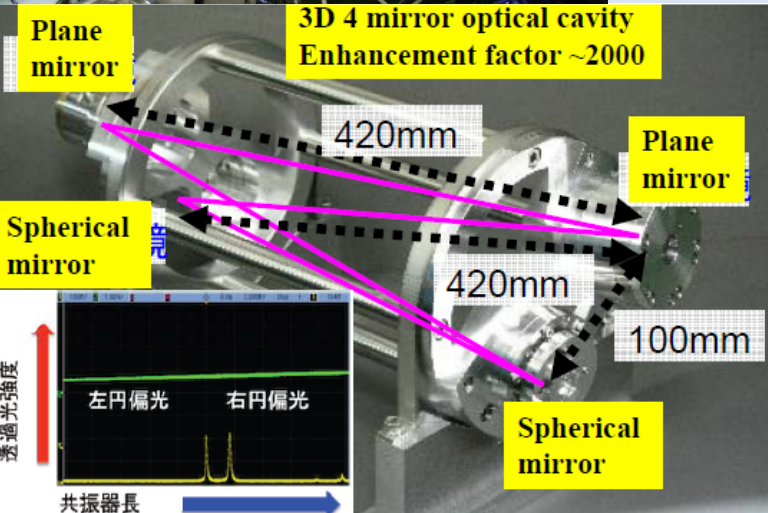 3D 4 mirror optical cavity
Enhancement factor ~2000
Plane
mirror
420mm
Plane
mirror
Spherical
mirror
420mm
100mm
Spherical
mirror
透過光強度
左円偏光
右円偏光
共振器長